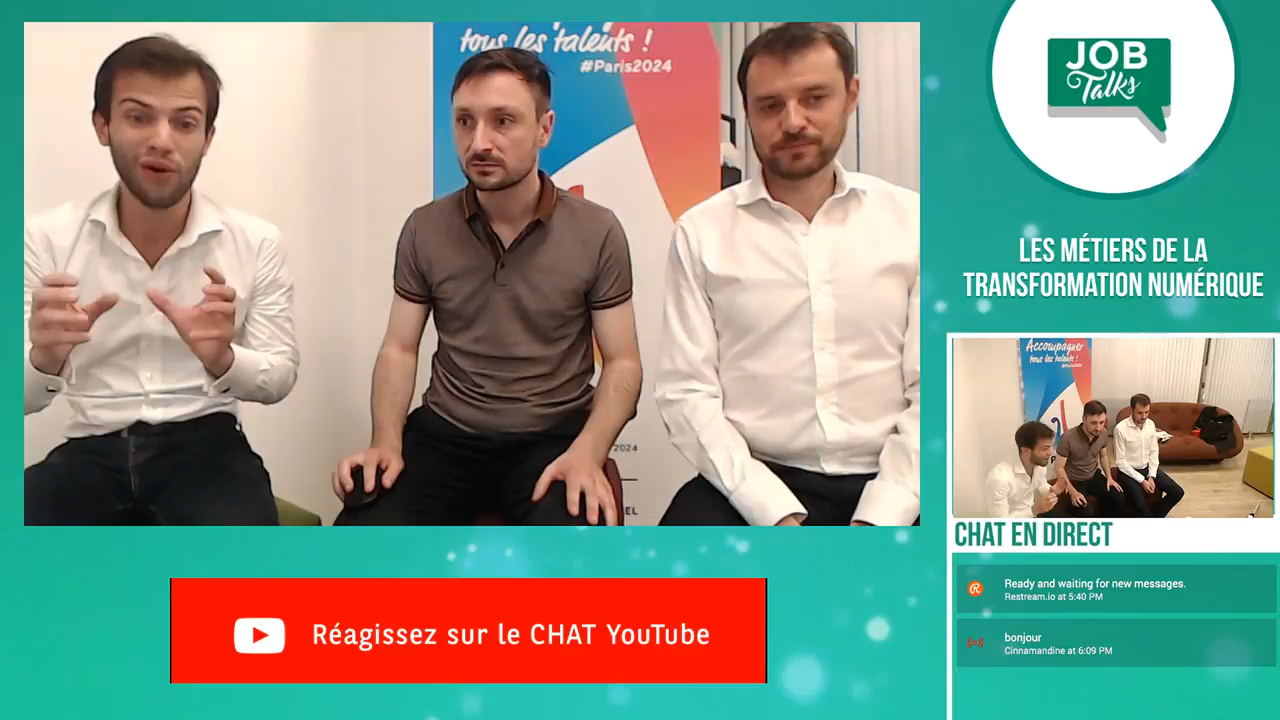 tous les talents !
#Paris2024
2024
EL
JOB
Talks
LES MÉTIERS DE LA
TRANSFORMATION NUMÉRIQUE
Accompagner
tous les talents !
CHAT EN DIRECT
Ready and waiting for new messages.
Restream.io at 5:40 PM
bonjour
Cinnamandine at 6:09 PM
Réagissez sur le CHAT YouTube